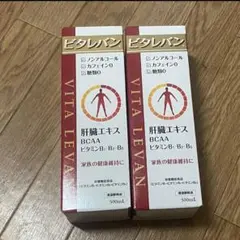 ビタレバン
ノンアルコール
カフェイン0
糖類0
VITA LEVAN
肝臓エキス
BCAA
ビタミンB₁・B₂・B₆
家族の健康維持に
500mL
ビタレバン
ノンアルコール
カフェイン0
糖類0
VITA LEVAN
肝臓エキス
BCAA
ビタミンB₁・B₂・B₆
家族の健康維持に
500mL